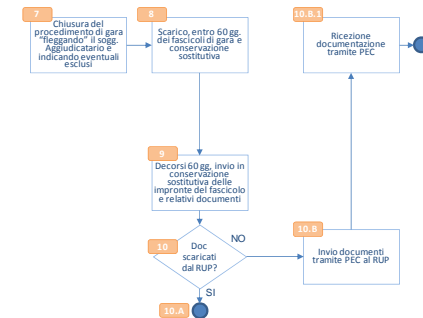 7
Chiusura del
procedimento di gara
"fleggando" il sogg.
Aggiudicatario e
indicando eventuali
esclusi
8
Scarico, entro 60 gg.
dei fascicoli di gara e
conservazione
sostitutiva
10.B.1
Ricezione
documentazione
tramite PEC
9
Decorsi 60 gg, invio in
conservazione
sostitutiva delle
impronte del fascicolo
e relativi documenti
10
Doc
scaricati
dal RUP?
NO
10.B
Invio documenti
tramite PEC al RUP
SI
10.A